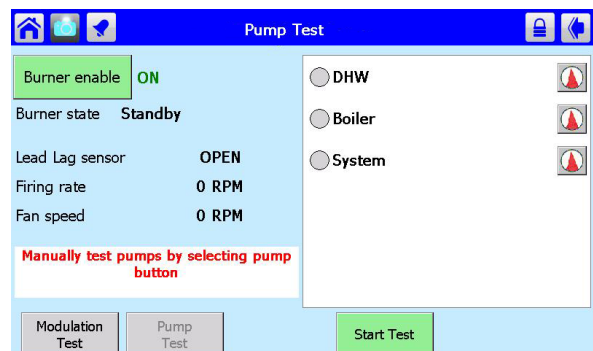 Pump Test
Burner enable ON
Burner state Standby
Lead Lag sensor OPEN
Firing rate 0 RPM
Fan speed 0 RPM
Manually test pumps by selecting pump
button
DHW
Boiler
System
Modulation
Test
Pump
Test
Start Test